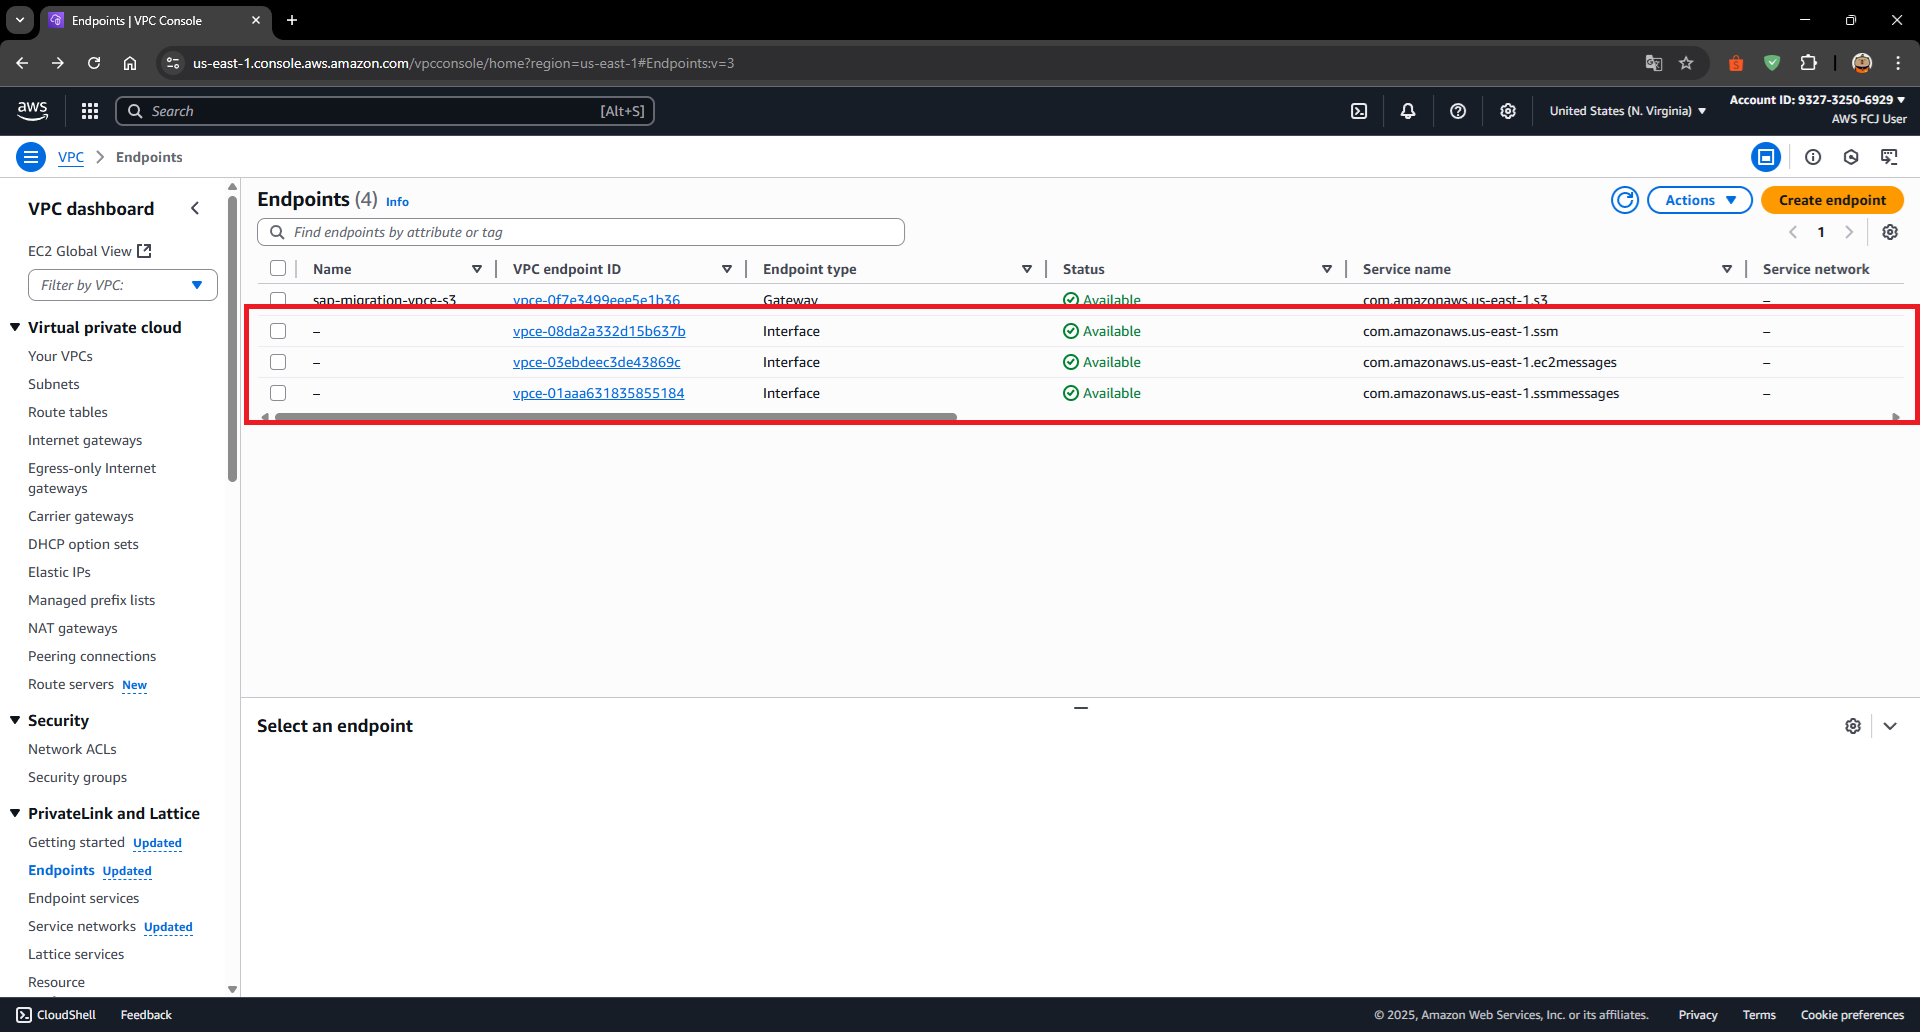 Endpoints | VPC Console
us-east-1.console.aws.amazon.com/vpcconsole/home?region=us-east-1#Endpoints:v=3
aws
Search [Alt+S]
United States (N. Virginia)
Account ID: 9327-3250-6929
AWS FCJ User
VPC
Endpoints
VPC dashboard
EC2 Global View
Filter by VPC:
Virtual private cloud
Your VPCs
Subnets
Route tables
Internet gateways
Egress-only Internet
gateways
Carrier gateways
DHCP option sets
Elastic IPs
Managed prefix lists
NAT gateways
Peering connections
Route servers New
Security
Network ACLs
Security groups
PrivateLink and Lattice
Getting started Updated
Endpoints Updated
Endpoint services
Service networks Updated
Lattice services
Resource
Endpoints (4) Info
Actions
Create endpoint
Find endpoints by attribute or tag
1
Name VPC endpoint ID Endpoint type Status Service name Service network
sap-migration-vpce-s3 vpce-0f7e3499eee5e1b36 Gateway Available com.amazonaws.us-east-1.s3 –
– vpce-08da2a332d15b637b Interface Available com.amazonaws.us-east-1.ssm –
– vpce-03ebdeec3de43869c Interface Available com.amazonaws.us-east-1.ec2messages –
– vpce-01aaa631835855184 Interface Available com.amazonaws.us-east-1.ssmmessages –
Select an endpoint
CloudShell Feedback © 2025, Amazon Web Services, Inc. or its affiliates. Privacy Terms Cookie preferences